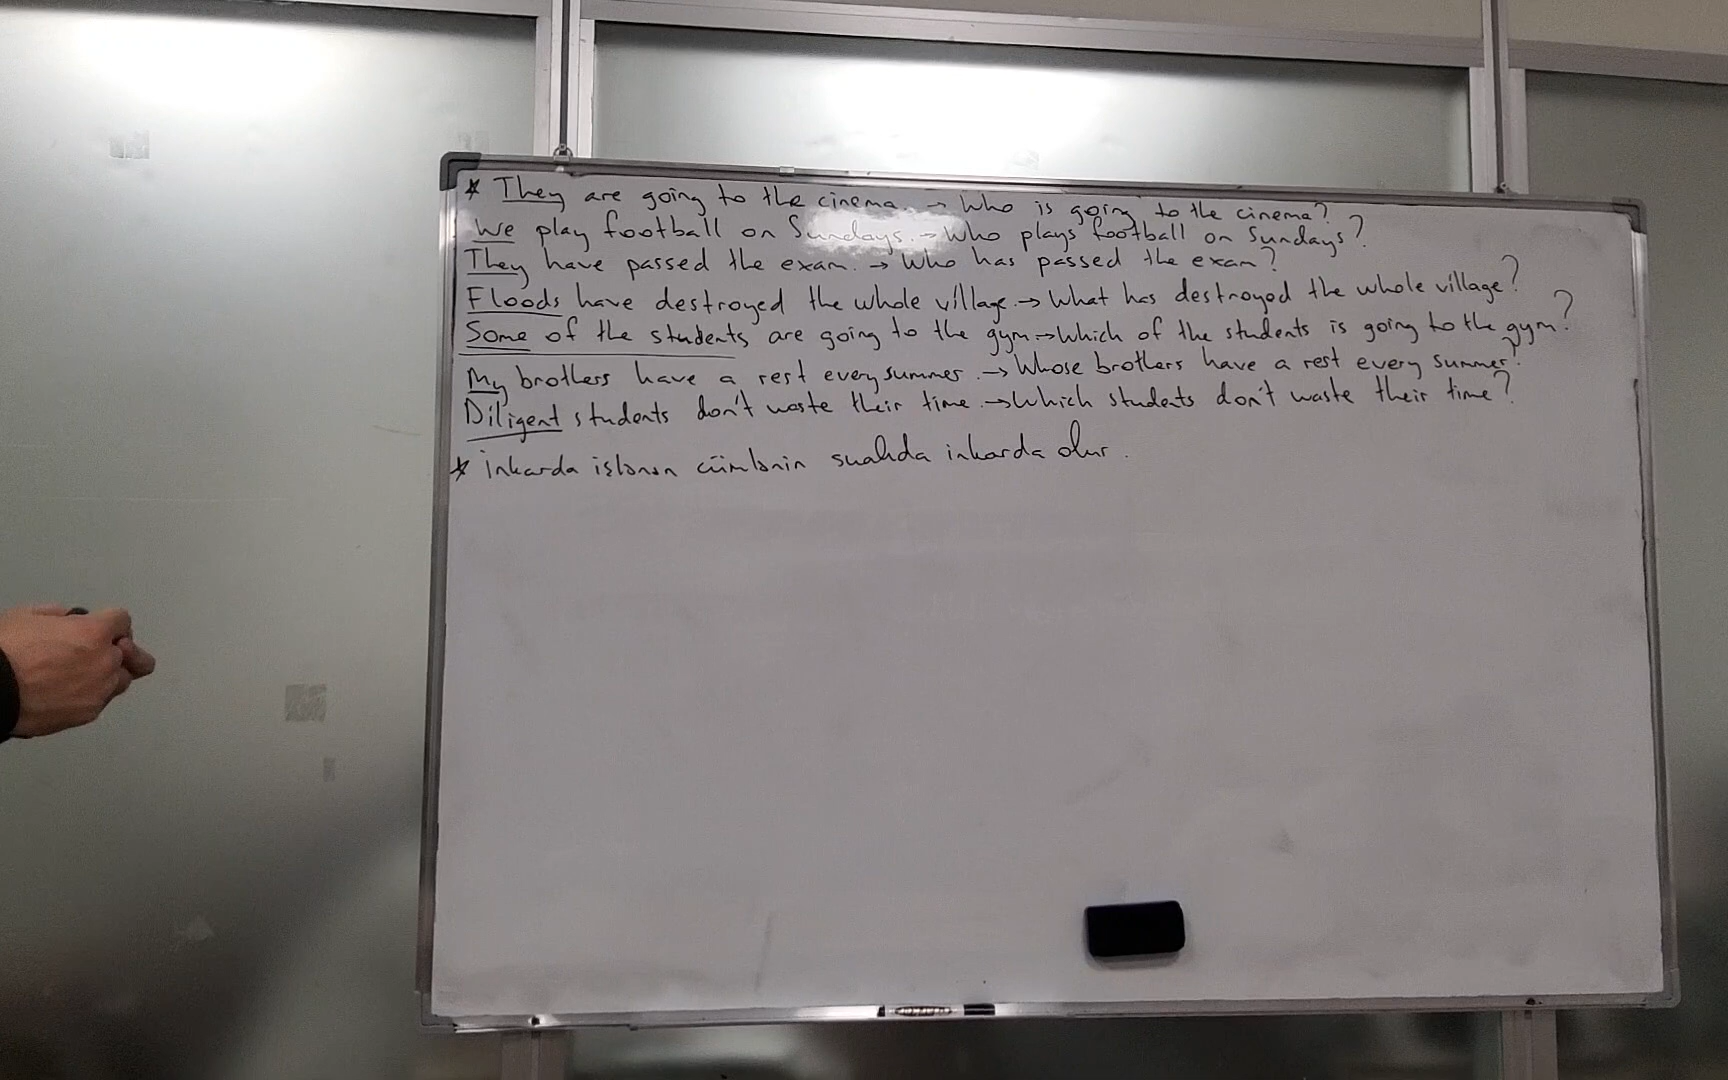 * They are going to the cinema. → Who is going to the cinema?
We play football on Sundays. → Who plays football on Sundays?
They have passed the exam. → Who has passed the exam?
Floods have destroyed the whole village. → What has destroyed the whole village?
Some of the students are going to the gym → Which of the students is going to the gym?
My brothers have a rest every summer. → Whose brothers have a rest every summer?
Diligent students don't waste their time. → Which students don't waste their time?
* İnkarda işlənən cümlənin sualıda inkarda olur.